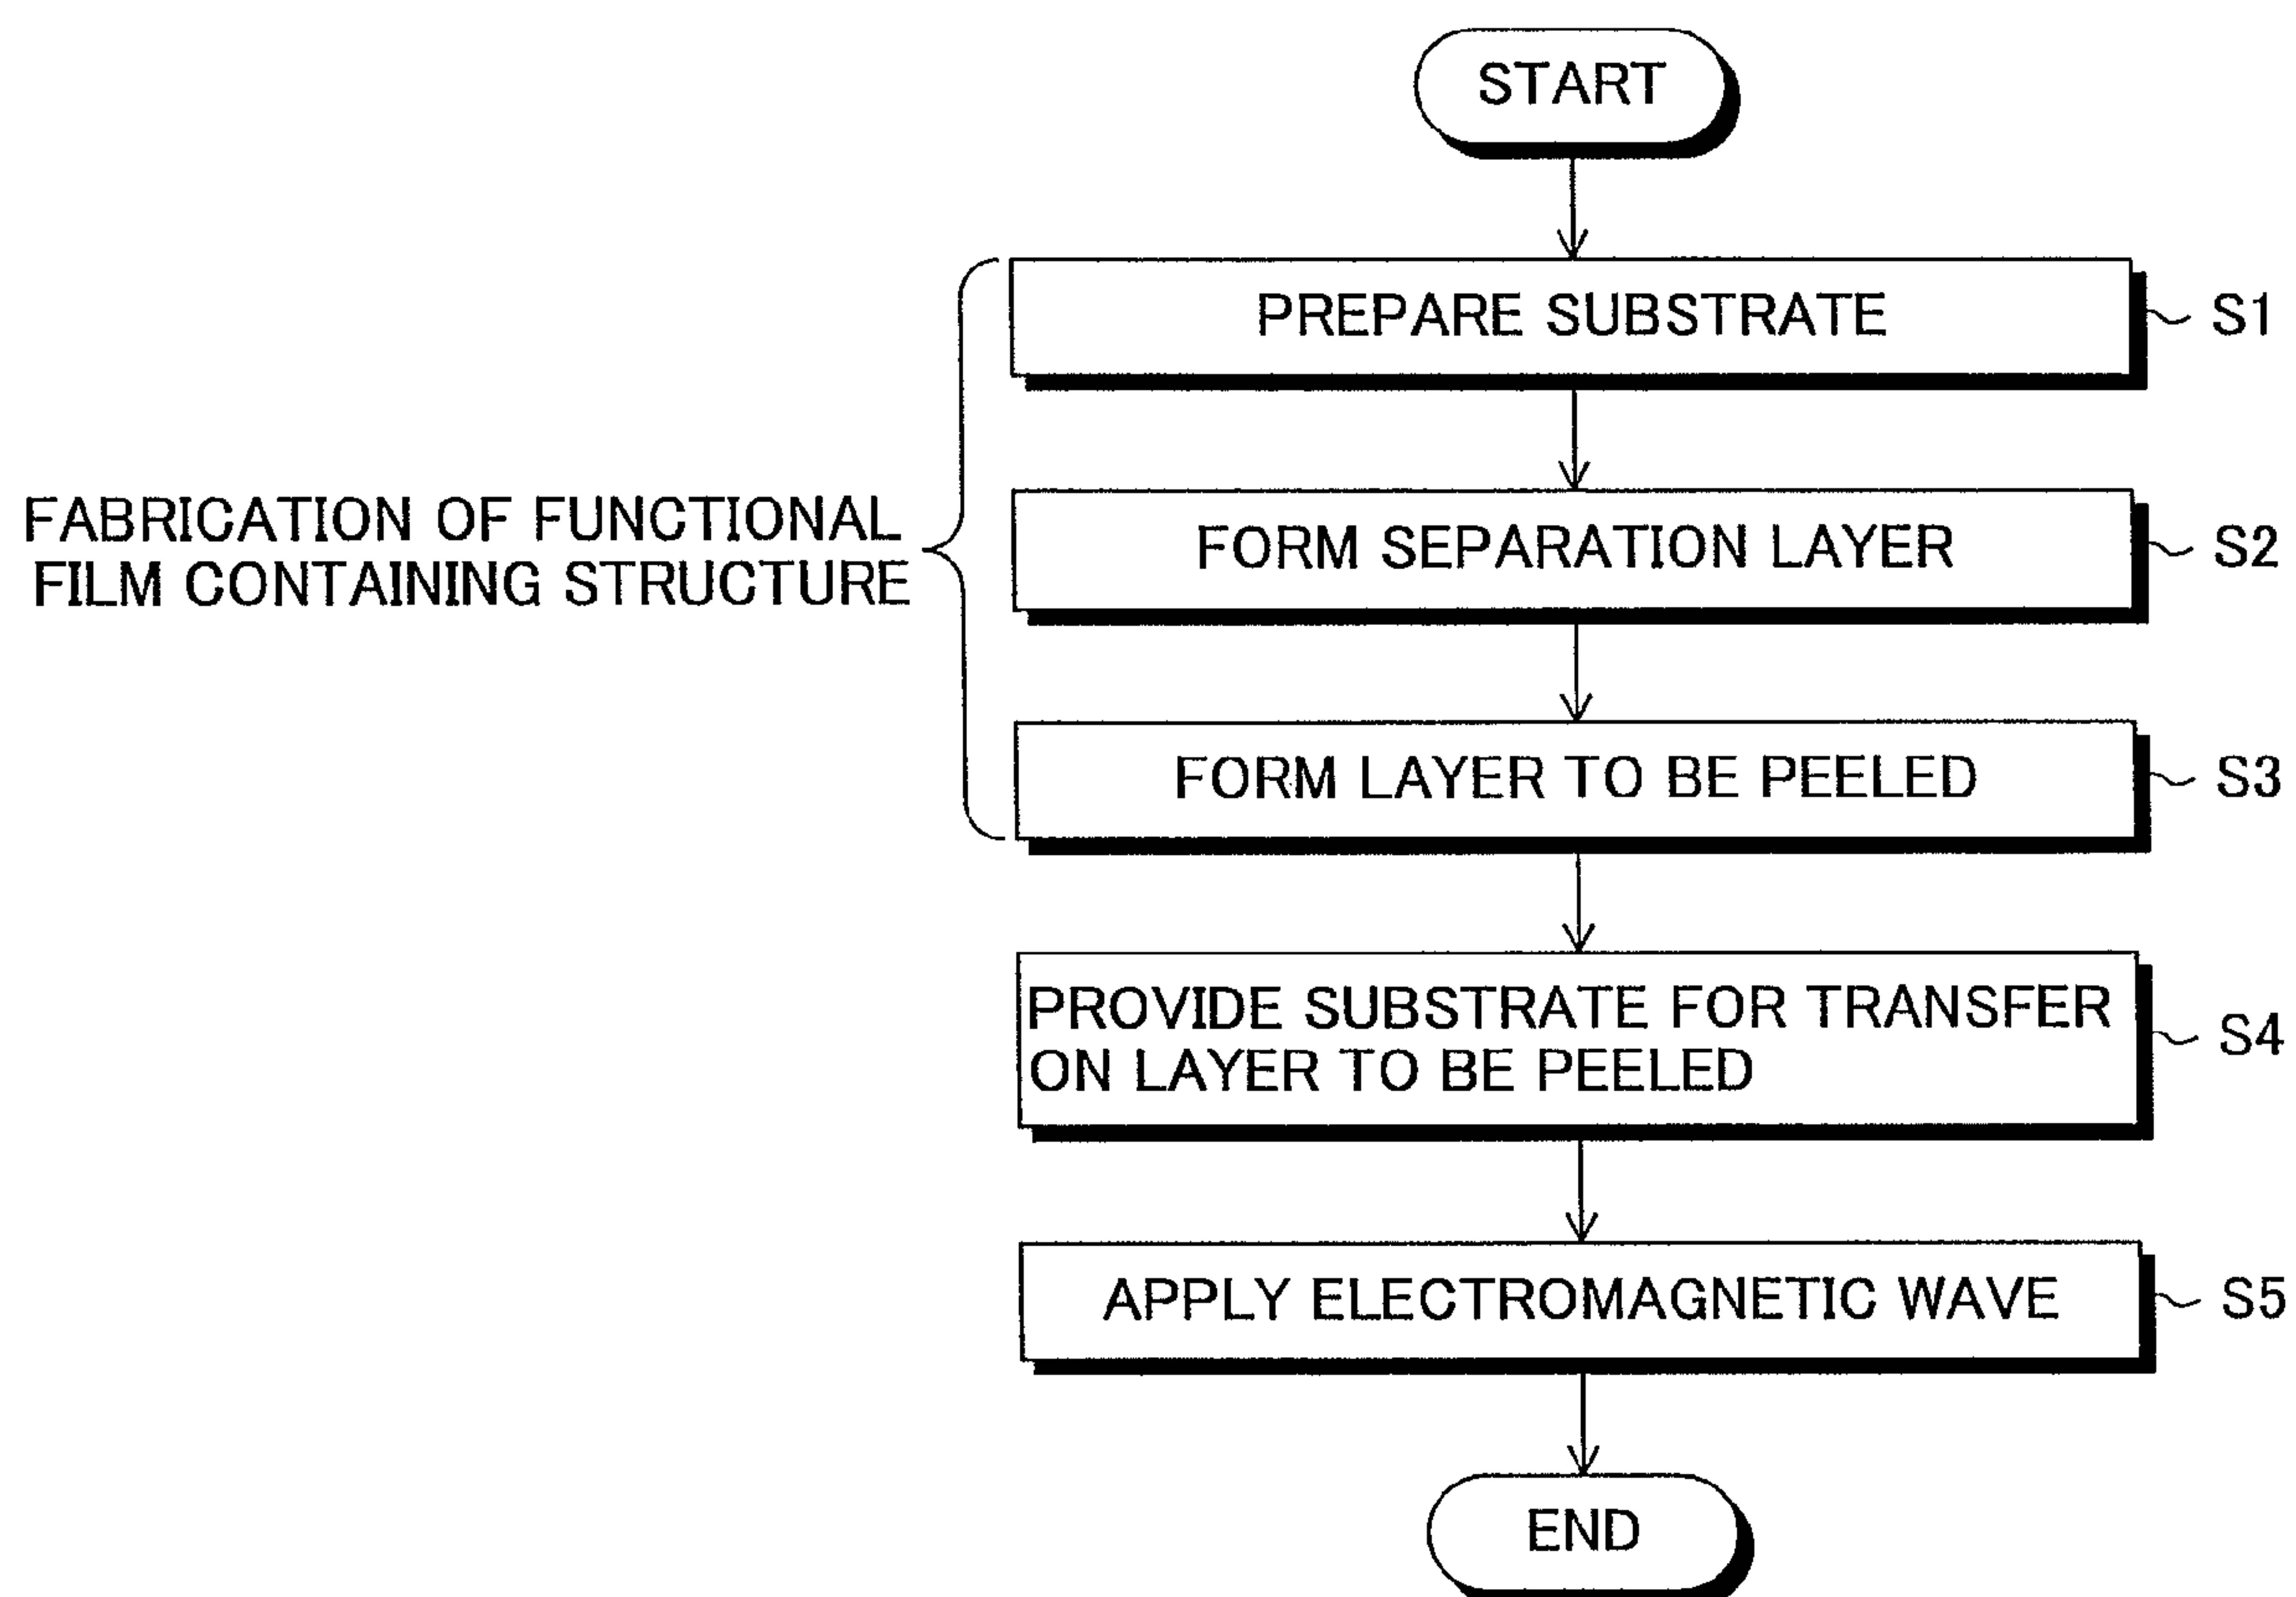 START
PREPARE SUBSTRATE
S1
FABRICATION OF FUNCTIONAL
FILM CONTAINING STRUCTURE
FORM SEPARATION LAYER
S2
FORM LAYER TO BE PEELED
S3
PROVIDE SUBSTRATE FOR TRANSFER
ON LAYER TO BE PEELED
S4
APPLY ELECTROMAGNETIC WAVE
S5
END